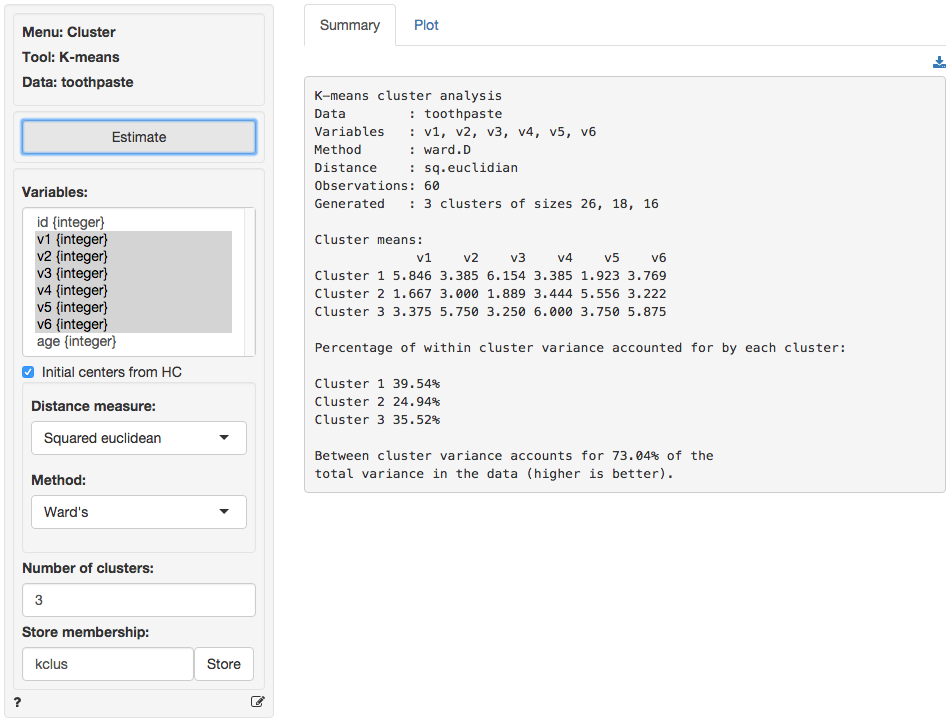 Menu: Cluster
Tool: K-means
Data: toothpaste
Estimate
Variables:
id {integer}
v1 {integer}
v2 {integer}
v3 {integer}
v4 {integer}
v5 {integer}
v6 {integer}
age {integer}
Initial centers from HC
Distance measure:
Squared euclidean
Method:
Ward's
Number of clusters:
3
Store membership:
kclus Store
?
Summary Plot
K-means cluster analysis
Data : toothpaste
Variables : v1, v2, v3, v4, v5, v6
Method : ward.D
Distance : sq.euclidian
Observations: 60
Generated : 3 clusters of sizes 26, 18, 16
Cluster means:
v1 v2 v3 v4 v5 v6
Cluster 1 5.846 3.385 6.154 3.385 1.923 3.769
Cluster 2 1.667 3.000 1.889 3.444 5.556 3.222
Cluster 3 3.375 5.750 3.250 6.000 3.750 5.875
Percentage of within cluster variance accounted for by each cluster:
Cluster 1 39.54%
Cluster 2 24.94%
Cluster 3 35.52%
Between cluster variance accounts for 73.04% of the
total variance in the data (higher is better).